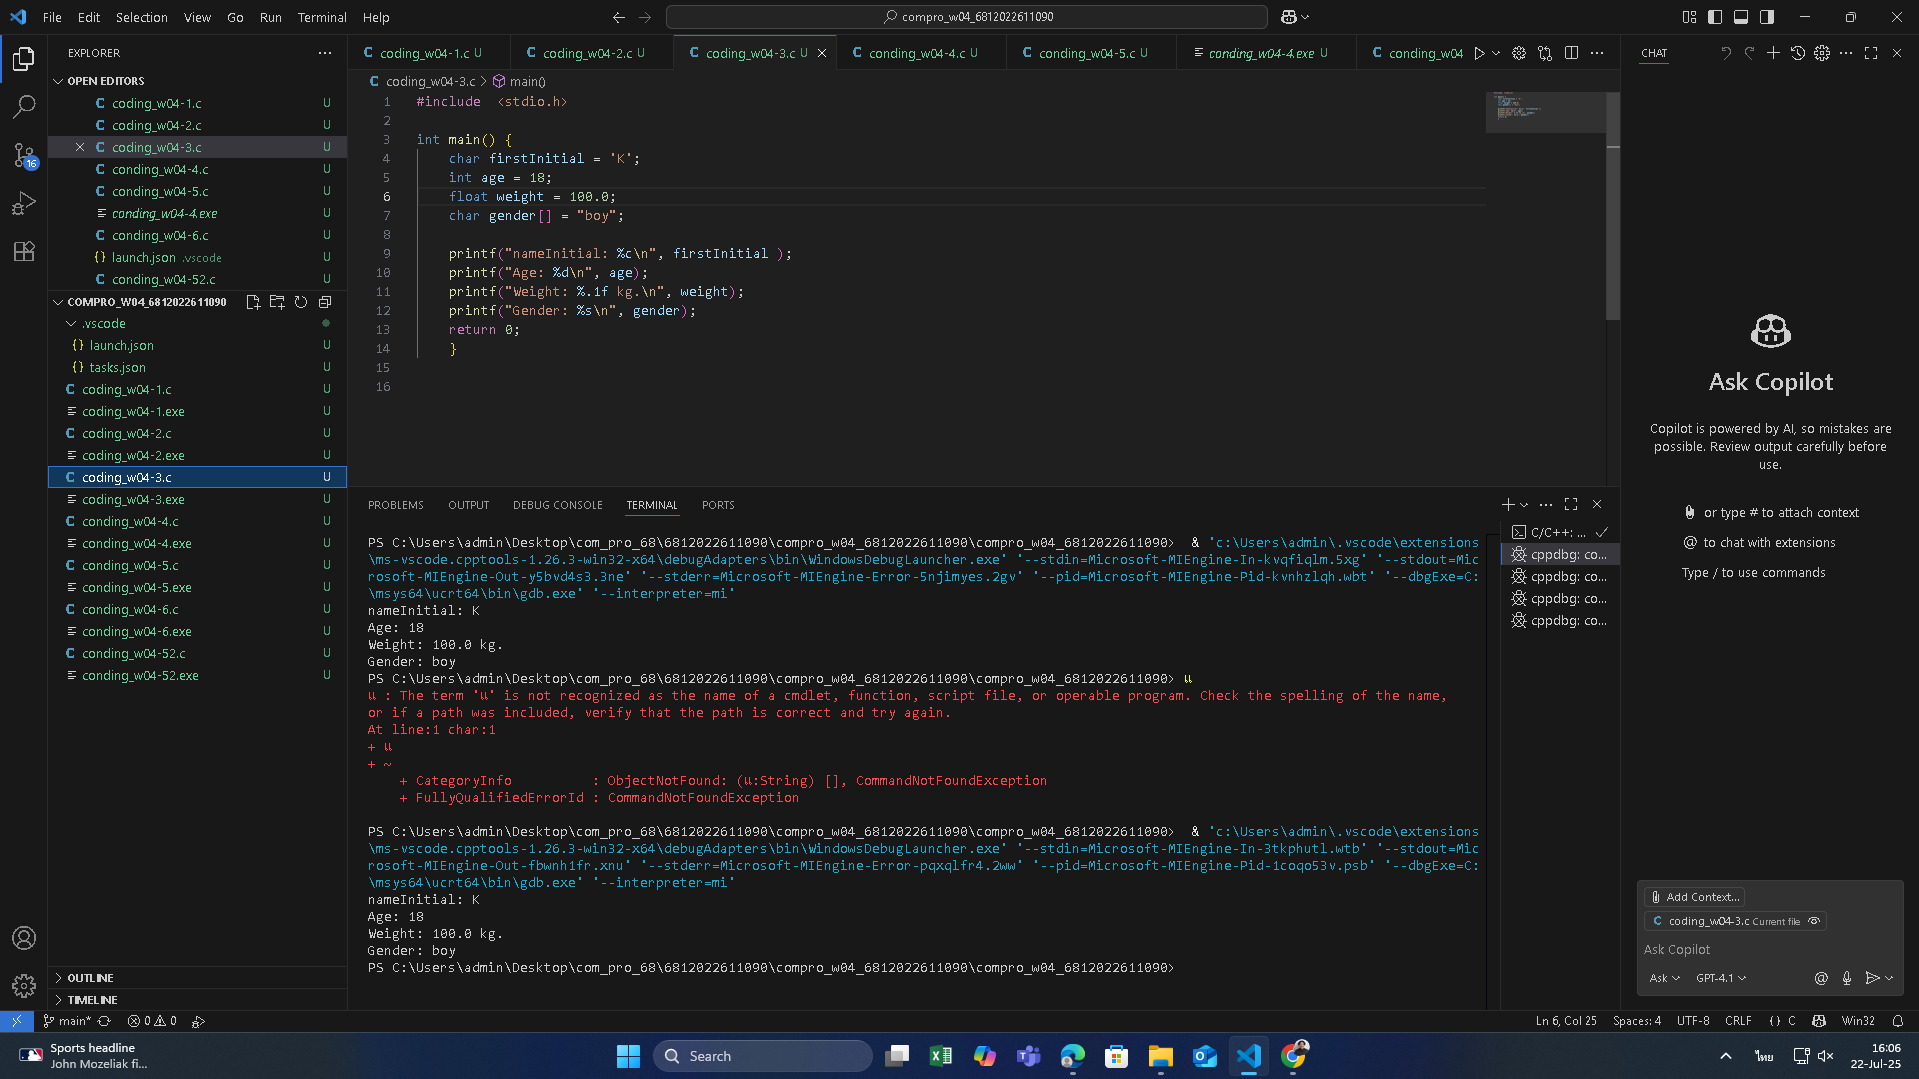 File Edit Selection View Go Run Terminal Help
compro_w04_6812022611090
EXPLORER
OPEN EDITORS
coding_w04-1.c U
coding_w04-2.c U
coding_w04-3.c U
coding_w04-4.c U
coding_w04-5.c U
conding_w04-4.exe U
conding_w04-6.c U
launch.json .vscode U
conding_w04-52.c U
COMPRO_W04_6812022611090
.vscode
launch.json U
tasks.json U
coding_w04-1.c U
coding_w04-1.exe U
coding_w04-2.c U
coding_w04-2.exe U
coding_w04-3.c U
coding_w04-3.exe U
conding_w04-4.c U
conding_w04-4.exe U
conding_w04-5.c U
conding_w04-5.exe U
conding_w04-6.c U
conding_w04-6.exe U
conding_w04-52.c U
conding_w04-52.exe U
OUTLINE
TIMELINE
16
coding_w04-1.c U coding_w04-2.c U coding_w04-3.c U conding_w04-4.c U conding_w04-5.c U conding_w04-4.exe U conding_w04
coding_w04-3.c > main()
1 #include  <stdio.h>
2
3 int main() {
4 char firstInitial = 'K';
5 int age = 18;
6 float weight = 100.0;
7 char gender[] = "boy";
8
9 printf("nameInitial: %c\n", firstInitial );
10 printf("Age: %d\n", age);
11 printf("Weight: %.1f kg.\n", weight);
12 printf("Gender: %s\n", gender);
13 return 0;
14 }
15
16
PROBLEMS OUTPUT DEBUG CONSOLE TERMINAL PORTS
PS C:\Users\admin\Desktop\com_pro_68\6812022611090\compro_w04_6812022611090\compro_w04_6812022611090>  & 'c:\Users\admin\.vscode\extensions
\ms-vscode.cpptools-1.26.3-win32-x64\debugAdapters\bin\WindowsDebugLauncher.exe' '--stdin=Microsoft-MIEngine-In-kvqfiqlm.5xg' '--stdout=Mic
rosoft-MIEngine-Out-y5bvd4s3.3ne' '--stderr=Microsoft-MIEngine-Error-5njimyes.2gv' '--pid=Microsoft-MIEngine-Pid-kvnhzlqh.wbt' '--dbgExe=C:
\msys64\ucrt64\bin\gdb.exe' '--interpreter=mi'
nameInitial: K
Age: 18
Weight: 100.0 kg.
Gender: boy
PS C:\Users\admin\Desktop\com_pro_68\6812022611090\compro_w04_6812022611090\compro_w04_6812022611090> แ
แ : The term 'แ' is not recognized as the name of a cmdlet, function, script file, or operable program. Check the spelling of the name,
or if a path was included, verify that the path is correct and try again.
At line:1 char:1
+ แ
+ ~
+ CategoryInfo          : ObjectNotFound: (แ:String) [], CommandNotFoundException
+ FullyQualifiedErrorId : CommandNotFoundException
PS C:\Users\admin\Desktop\com_pro_68\6812022611090\compro_w04_6812022611090\compro_w04_6812022611090>  & 'c:\Users\admin\.vscode\extensions
\ms-vscode.cpptools-1.26.3-win32-x64\debugAdapters\bin\WindowsDebugLauncher.exe' '--stdin=Microsoft-MIEngine-In-3tkphutl.wtb' '--stdout=Mic
rosoft-MIEngine-Out-fbwnh1fr.xnu' '--stderr=Microsoft-MIEngine-Error-pqxqlfr4.2ww' '--pid=Microsoft-MIEngine-Pid-1coqo53v.psb' '--dbgExe=C:
\msys64\ucrt64\bin\gdb.exe' '--interpreter=mi'
nameInitial: K
Age: 18
Weight: 100.0 kg.
Gender: boy
PS C:\Users\admin\Desktop\com_pro_68\6812022611090\compro_w04_6812022611090\compro_w04_6812022611090>
C/C++: ...
cppdbg: co...
cppdbg: co...
cppdbg: co...
cppdbg: co...
CHAT
Ask Copilot
Copilot is powered by AI, so mistakes are
possible. Review output carefully before
use.
or type # to attach context
@ to chat with extensions
Type / to use commands
Add Context...
coding_w04-3.c Current file
Ask Copilot
Ask GPT-4.1
main* 0 0
Ln 6, Col 25 Spaces: 4 UTF-8 CRLF {} C Win32
Sports headline
John Mozeliak fi...
Search
ไทย
16:06
22-Jul-25